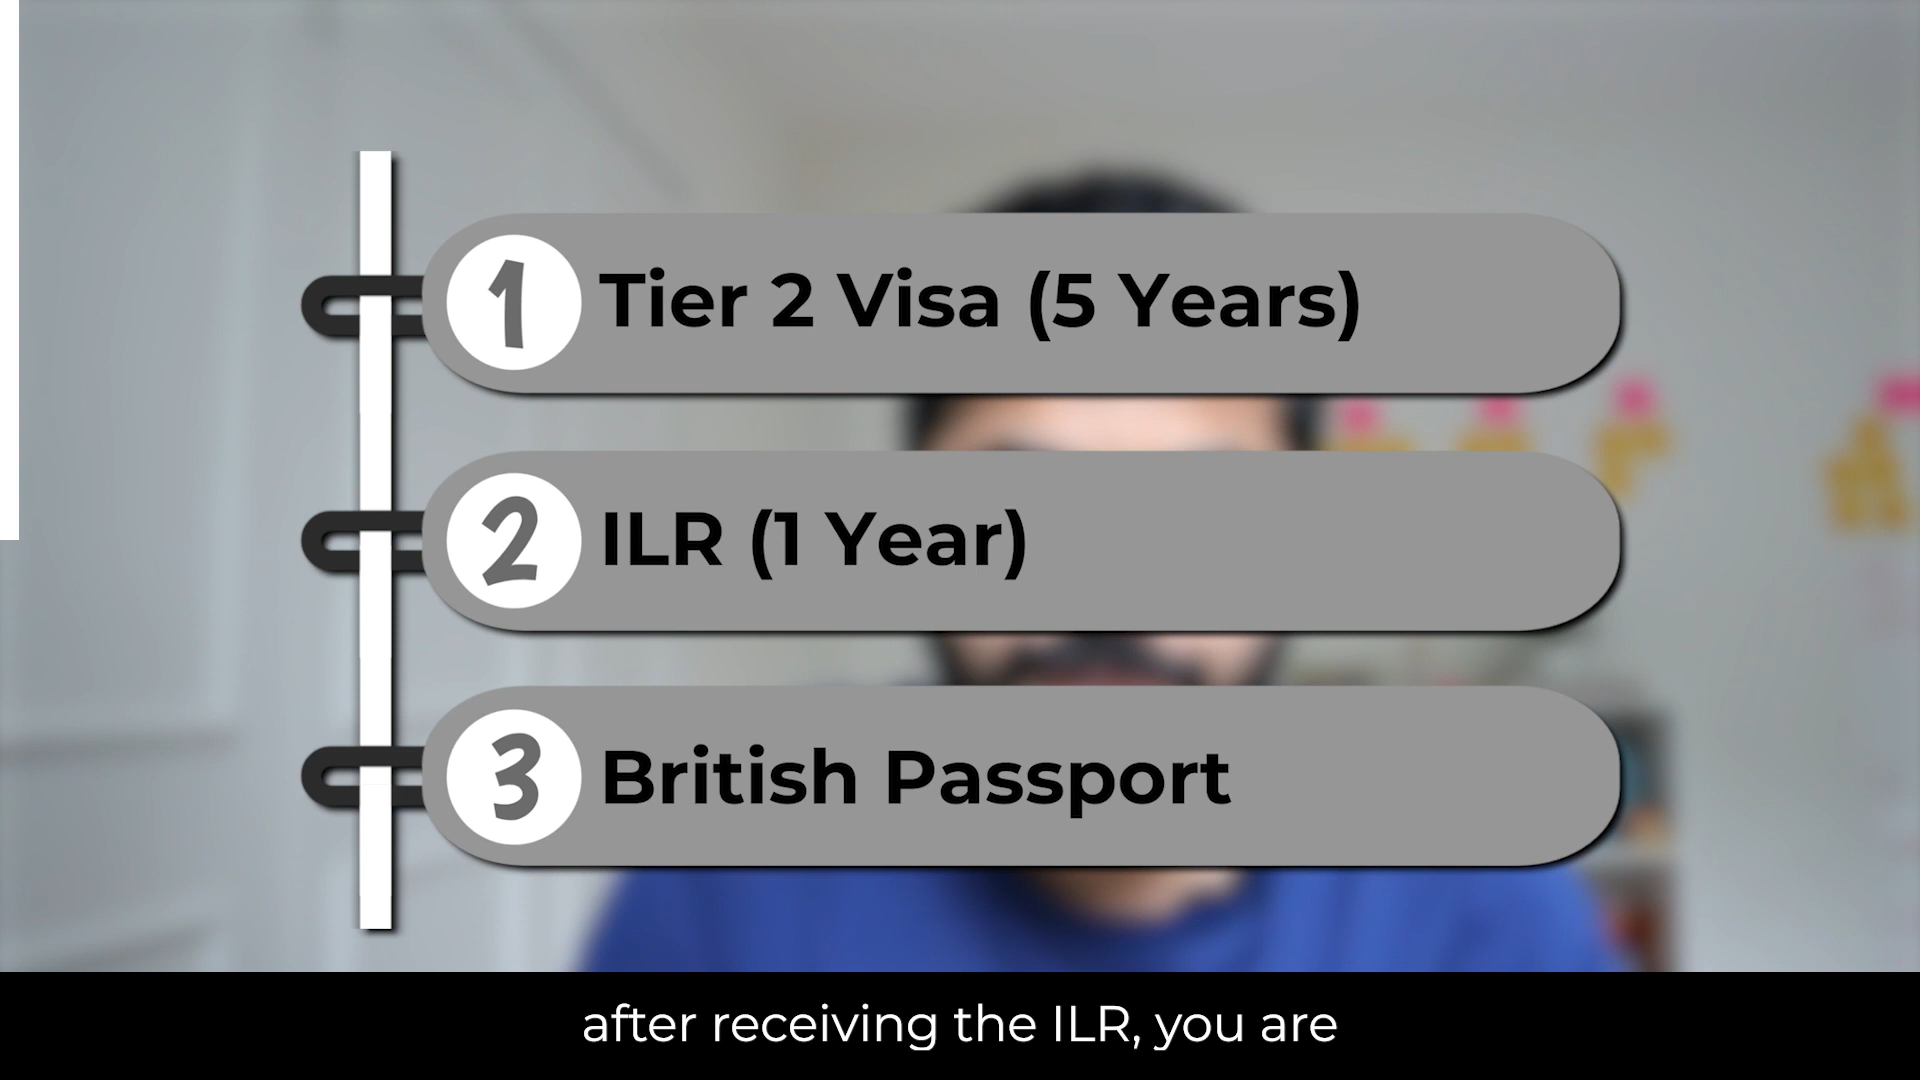 1 Tier 2 Visa (5 Years)
2 ILR (1 Year)
3 British Passport
after receiving the ILR, you are